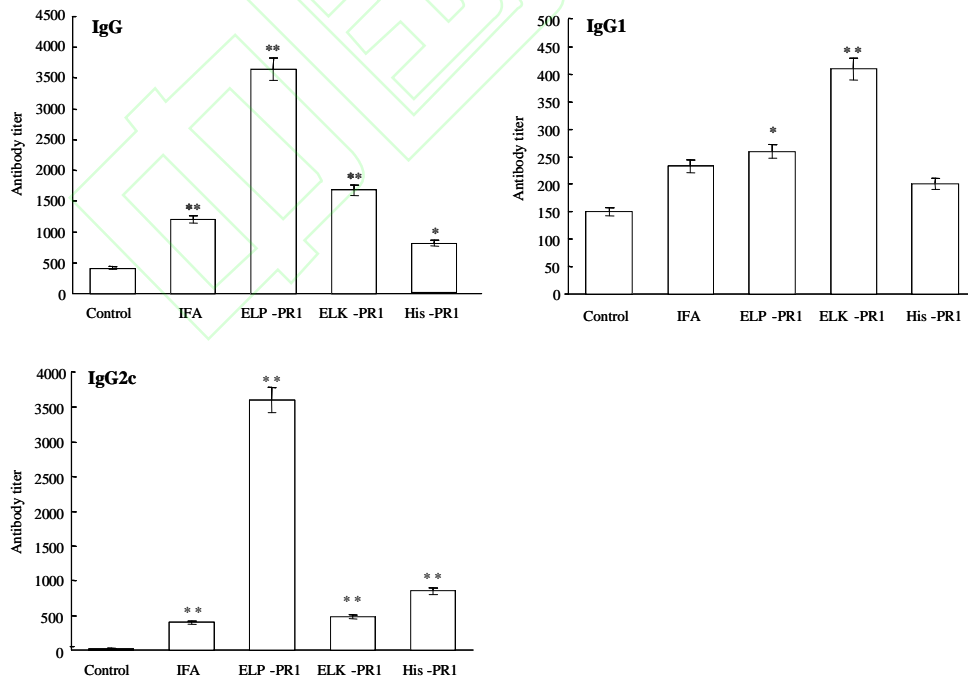 IgG
Antibody titer
4500
4000
3500
3000
2500
2000
1500
1000
500
0
** ** ** *
Control IFA ELP -PR1 ELK -PR1 His -PR1
IgG1
Antibody titer
500
450
400
350
300
250
200
150
100
50
0
* **
Control IFA ELP -PR1 ELK -PR1 His -PR1
IgG2c
Antibody titer
4000
3500
3000
2500
2000
1500
1000
500
0
** ** ** **
Control IFA ELP -PR1 ELK -PR1 His -PR1